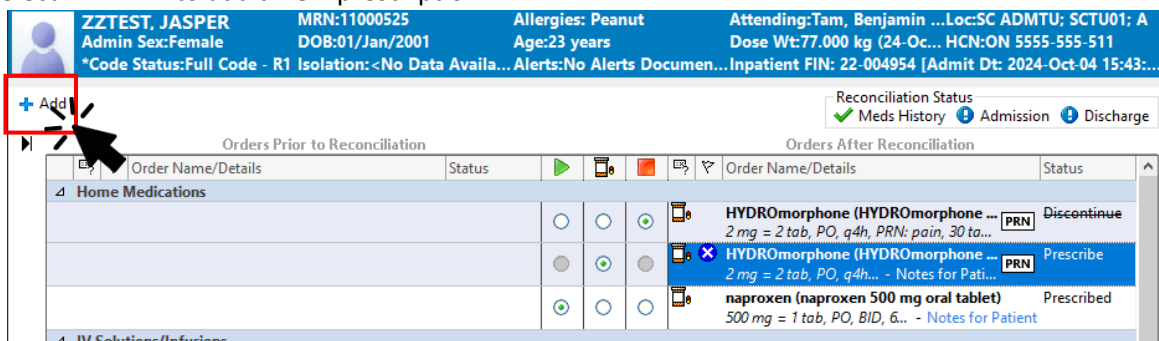 ZZTEST, JASPER MRN:11000525 Allergies: Peanut Attending:Tam, Benjamin ...Loc:SC ADMTU; SCTU01; A
Admin Sex:Female DOB:01/Jan/2001 Age:23 years Dose Wt:77.000 kg (24-Oc... HCN:ON 5555-555-511
*Code Status:Full Code - R1 Isolation:<No Data Availa... Alerts:No Alerts Documen... Inpatient FIN: 22-004954 [Admit Dt: 2024-Oct-04 15:43:...
Add
Reconciliation Status
Meds History Admission Discharge
Orders Prior to Reconciliation Orders After Reconciliation
Order Name/Details Status Order Name/Details Status
Home Medications
HYDROmorphone (HYDROmorphone ... PRN Discontinue
2 mg = 2 tab, PO, q4h, PRN: pain, 30 ta...
HYDROmorphone (HYDROmorphone ... PRN Prescribe
2 mg = 2 tab, PO, q4h... - Notes for Pati...
naproxen (naproxen 500 mg oral tablet) Prescribed
500 mg = 1 tab, PO, BID, 6... - Notes for Patient
IV Solutions/Infusions